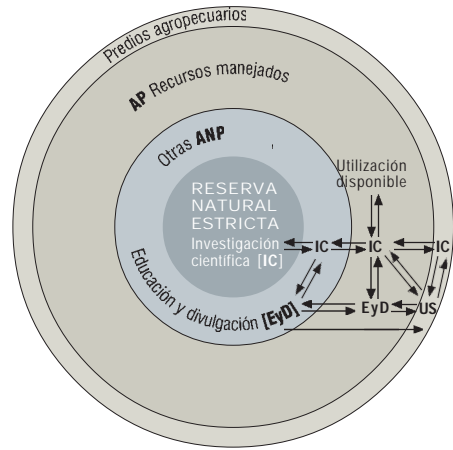 Predios agropecuarios
AP Recursos manejados
Otras ANP
Utilización
disponible
RESERVA
NATURAL
ESTRICTA
Investigación
científica [IC]
IC IC IC
Educación y divulgación [EyD]
EyD US